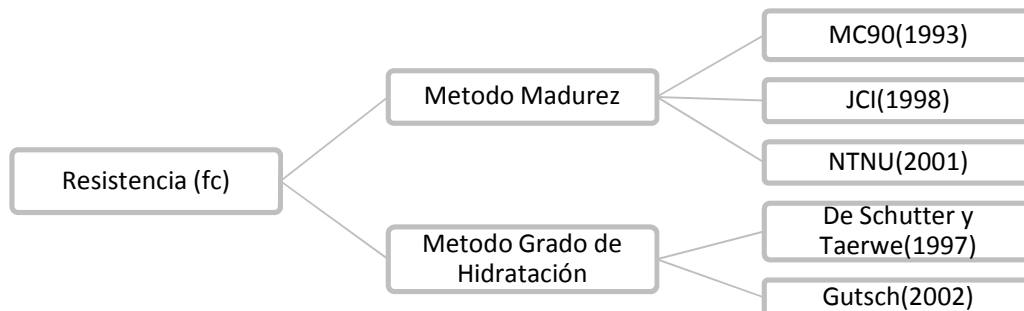 Resistencia (fc)
Metodo Madurez
MC90(1993)
JCI(1998)
NTNU(2001)
Metodo Grado de
Hidratación
De Schutter y
Taerwe(1997)
Gutsch(2002)